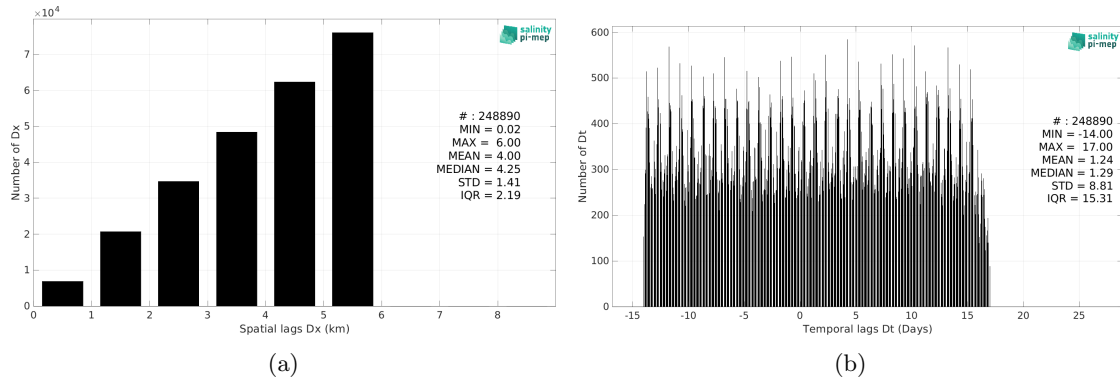 ×10⁴
8
7
6
5
4
3
2
1
0
Number of Dx
0 1 2 3 4 5 6 7 8
Spatial lags Dx (km)
salinity
pi-mep
# : 248890
MIN = 0.02
MAX = 6.00
MEAN = 4.00
MEDIAN = 4.25
STD = 1.41
IQR = 2.19
(a)
600
500
400
300
200
100
0
Number of Dt
-15 -10 -5 0 5 10 15 20 25
Temporal lags Dt (Days)
salinity
pi-mep
# : 248890
MIN = -14.00
MAX = 17.00
MEAN = 1.24
MEDIAN = 1.29
STD = 8.81
IQR = 15.31
(b)